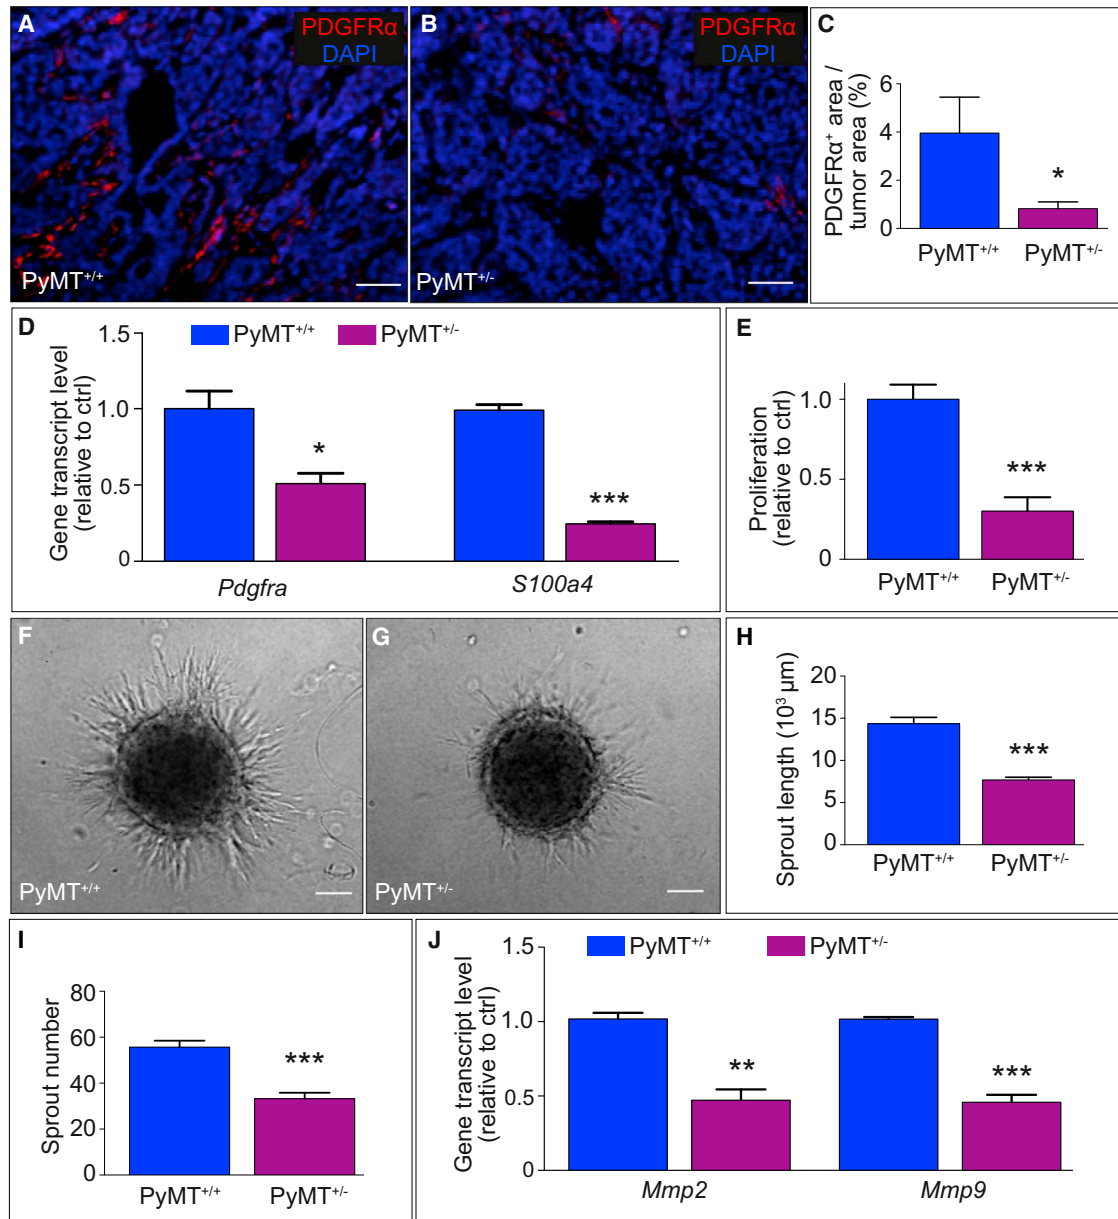 A
PDGFRα
DAPI
PyMT+/+
B
PDGFRα
DAPI
PyMT+/-
C
PDGFRα+ area /
tumor area (%)
6
4
2
0
*
PyMT+/+
PyMT+/-
D
PyMT+/+
PyMT+/-
Gene transcript level
(relative to ctrl)
1.5
1.0
0.5
0
*
***
Pdgfra
S100a4
E
Proliferation
(relative to ctrl)
1.0
0.5
0
***
PyMT+/+
PyMT+/-
F
PyMT+/+
G
PyMT+/-
H
Sprout length (10³ µm)
20
15
10
5
0
***
PyMT+/+
PyMT+/-
I
Sprout number
80
60
40
20
0
***
PyMT+/+
PyMT+/-
J
PyMT+/+
PyMT+/-
Gene transcript level
(relative to ctrl)
1.5
1.0
0.5
0
**
***
Mmp2
Mmp9